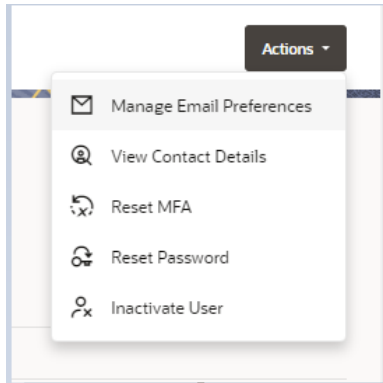 Actions
Manage Email Preferences
View Contact Details
Reset MFA
Reset Password
Inactivate User